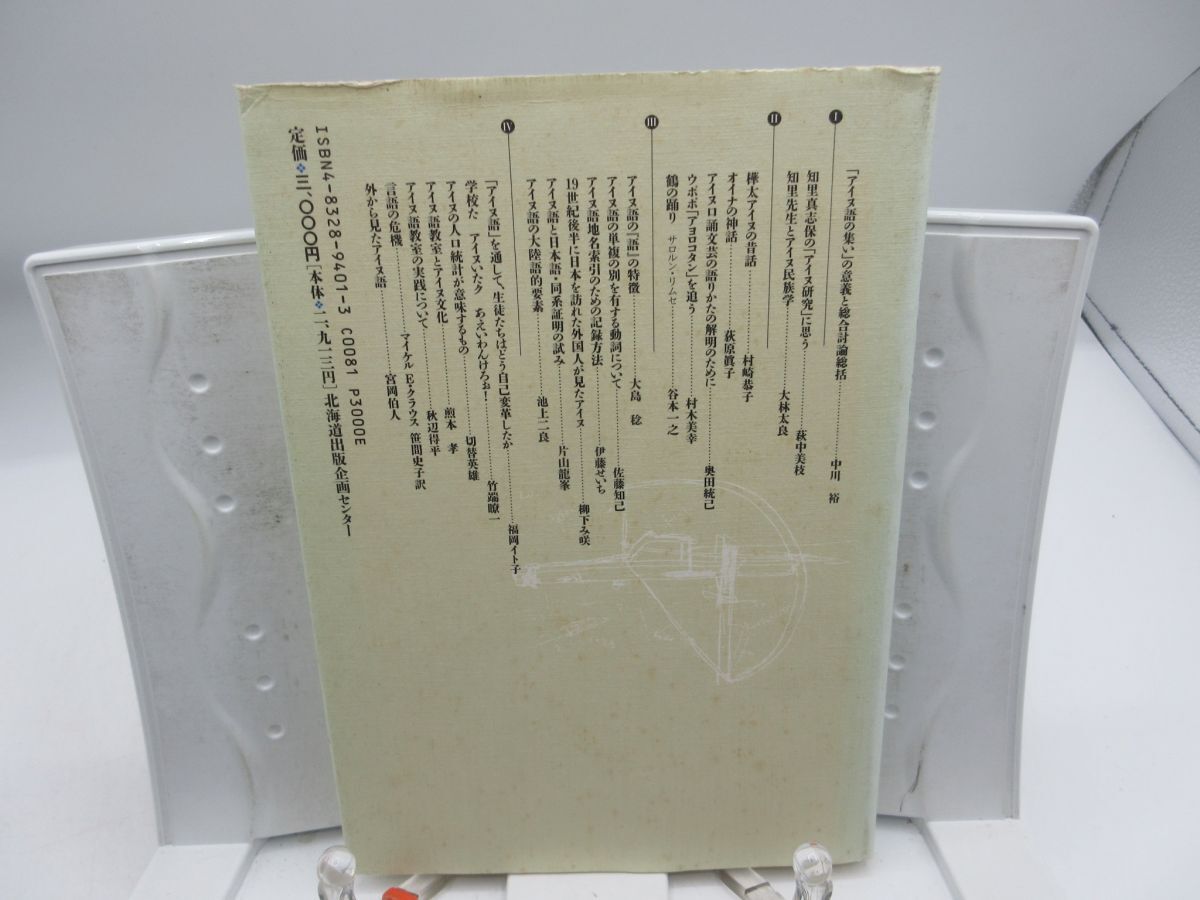 Ⅰ
「アイヌ語の集い」の意義と総合討論総括……中川 裕
知里真志保の「アイヌ研究」に思う……萩中美枝
知里先生とアイヌ民族学……大林太良
Ⅱ
樺太アイヌの昔話……村崎恭子
オイナの神話……荻原眞子
アイヌ口誦文芸の語りかたの解明のために……奥田統己
ウポポ「アヨロコタン」を追う……村木美幸
鶴の踊り サロルン・リムセ……谷本一之
Ⅲ
アイヌ語の『語』の特徴……大島 稔
アイヌ語の単複の別を有する動詞について……佐藤知己
アイヌ語地名索引のための記録方法……伊藤せいち
19世紀後半に日本を訪れた外国人が見たアイヌ……柳下み咲
アイヌ語と日本語・同系証明の試み……片山龍峯
アイヌ語の大陸語的要素……池上二良
Ⅳ
「アイヌ語」を通して、生徒たちはどう自己変革したか……福岡イト子
学校た アイヌいたク あえいわんけろぉ!……竹端瞭一
アイヌの人口統計が意味するもの……切替英雄
アイヌ語教室とアイヌ文化……煎本 孝
アイヌ語教室の実践について……秋辺得平
言語の危機……マイケル E・クラウス 笹間史子訳
外から見たアイヌ語……宮岡伯人
ISBN4-8328-9401-3 C0081 P3000E
定価❖三、〇〇〇円[本体❖二、九一三円]北海道出版企画センター